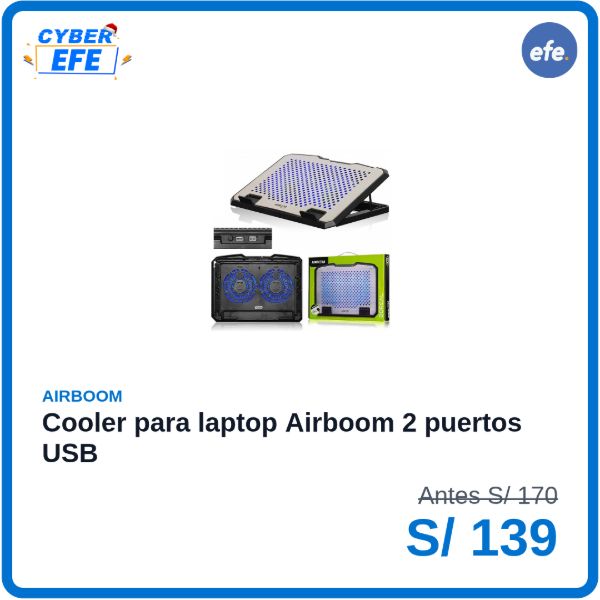 CYBER
EFE
efe.
AIRBOOM
Cooler para laptop Airboom 2 puertos
USB
Antes S/ 170
S/ 139